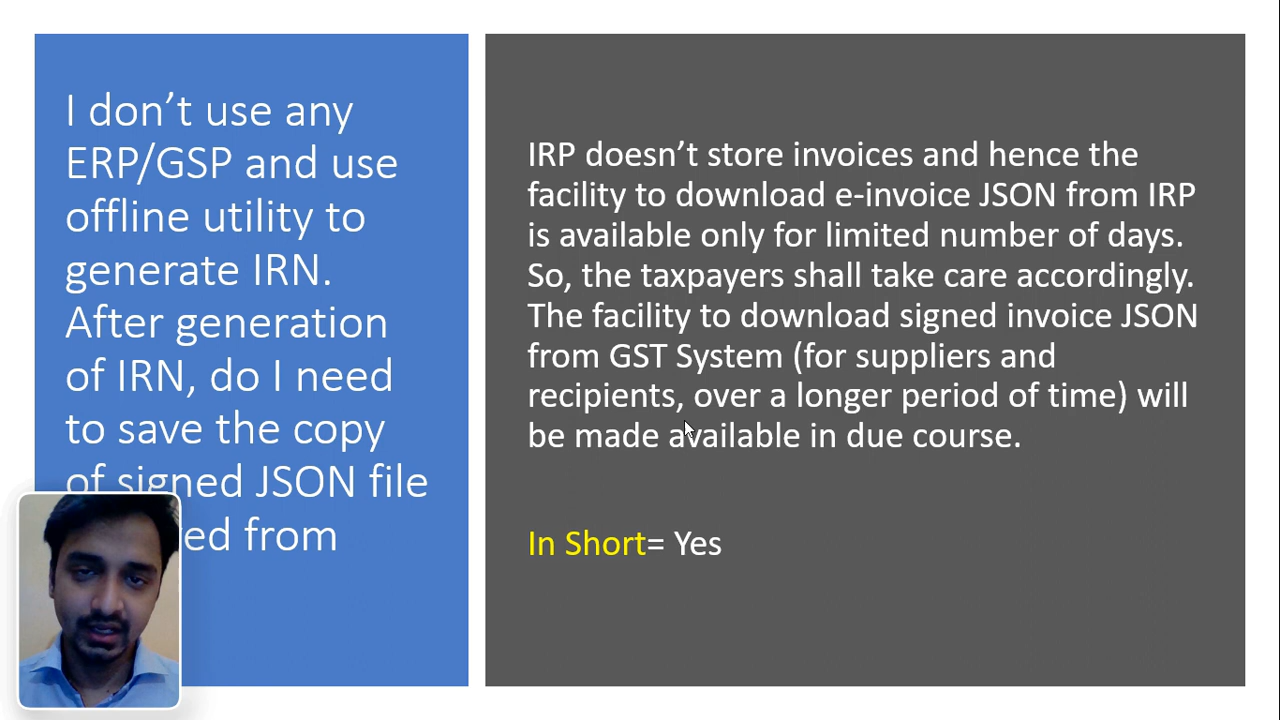 I don’t use any
ERP/GSP and use
offline utility to
generate IRN.
After generation
of IRN, do I need
to save the copy
of signed JSON file
from
IRP doesn’t store invoices and hence the
facility to download e-invoice JSON from IRP
is available only for limited number of days.
So, the taxpayers shall take care accordingly.
The facility to download signed invoice JSON
from GST System (for suppliers and
recipients, over a longer period of time) will
be made available in due course.
In Short= Yes